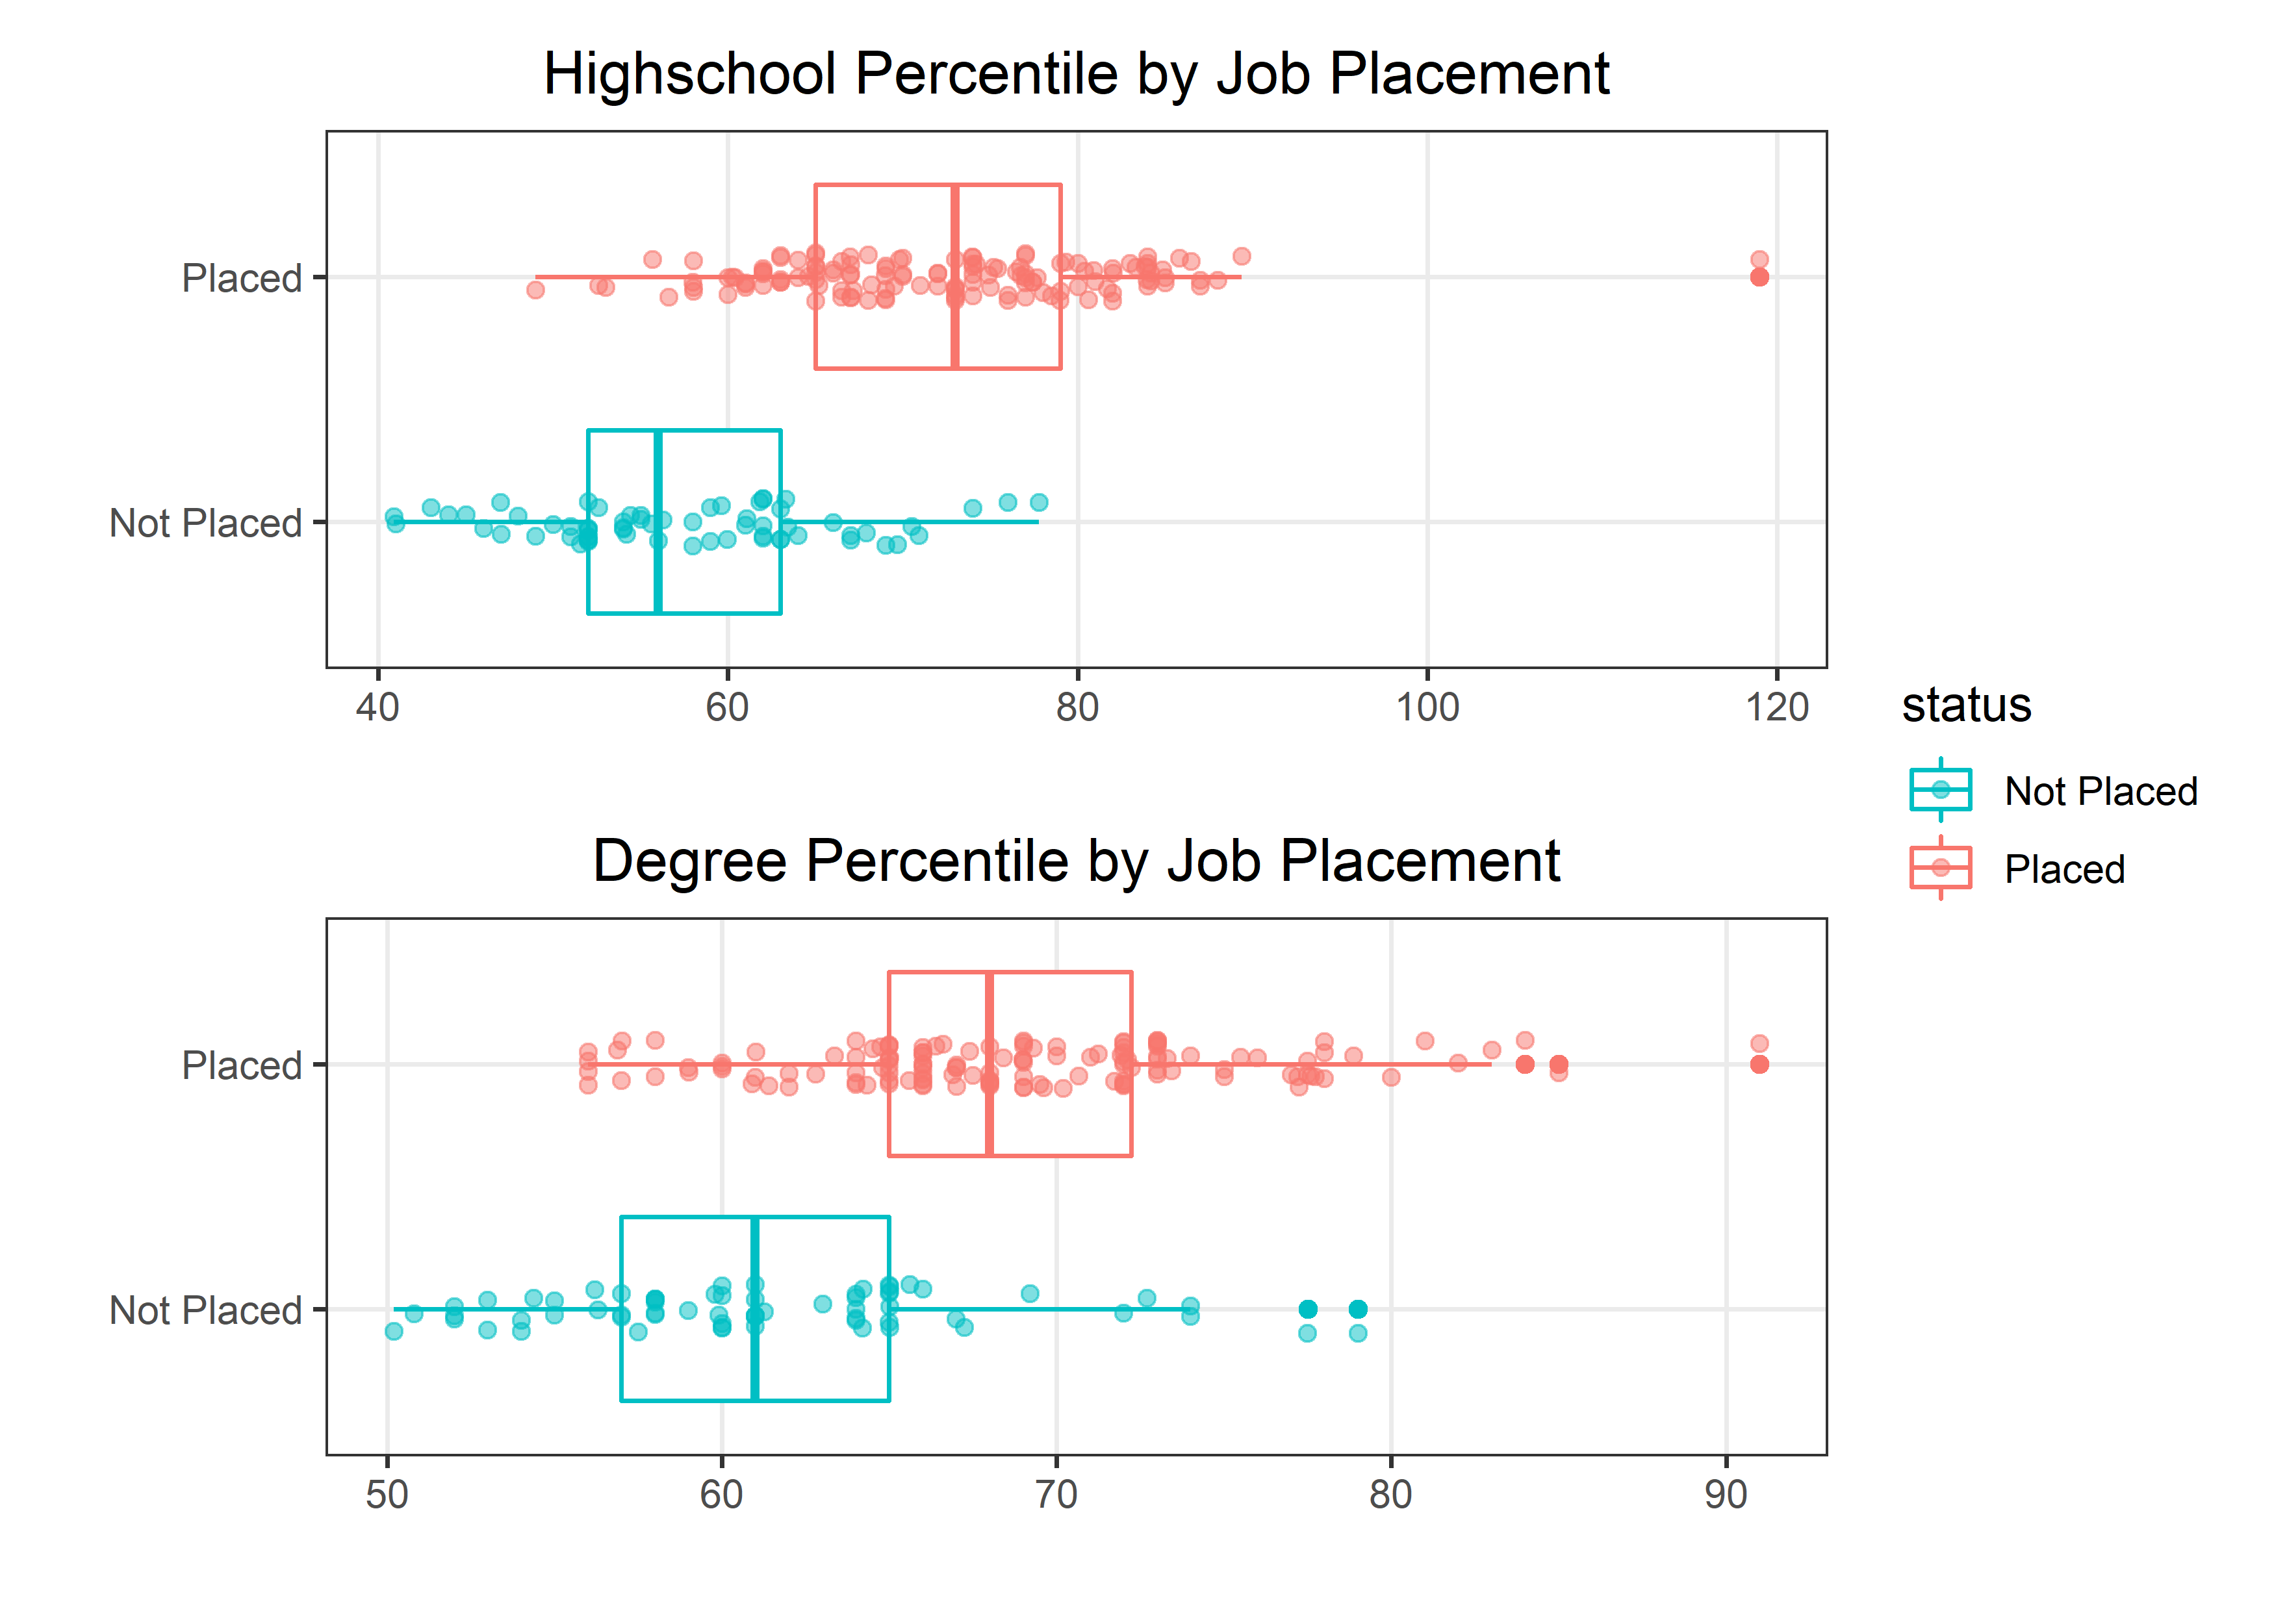 Highschool Percentile by Job Placement
Placed
Not Placed
40 60 80 100 120
status
Not Placed
Placed
Degree Percentile by Job Placement
Placed
Not Placed
50 60 70 80 90